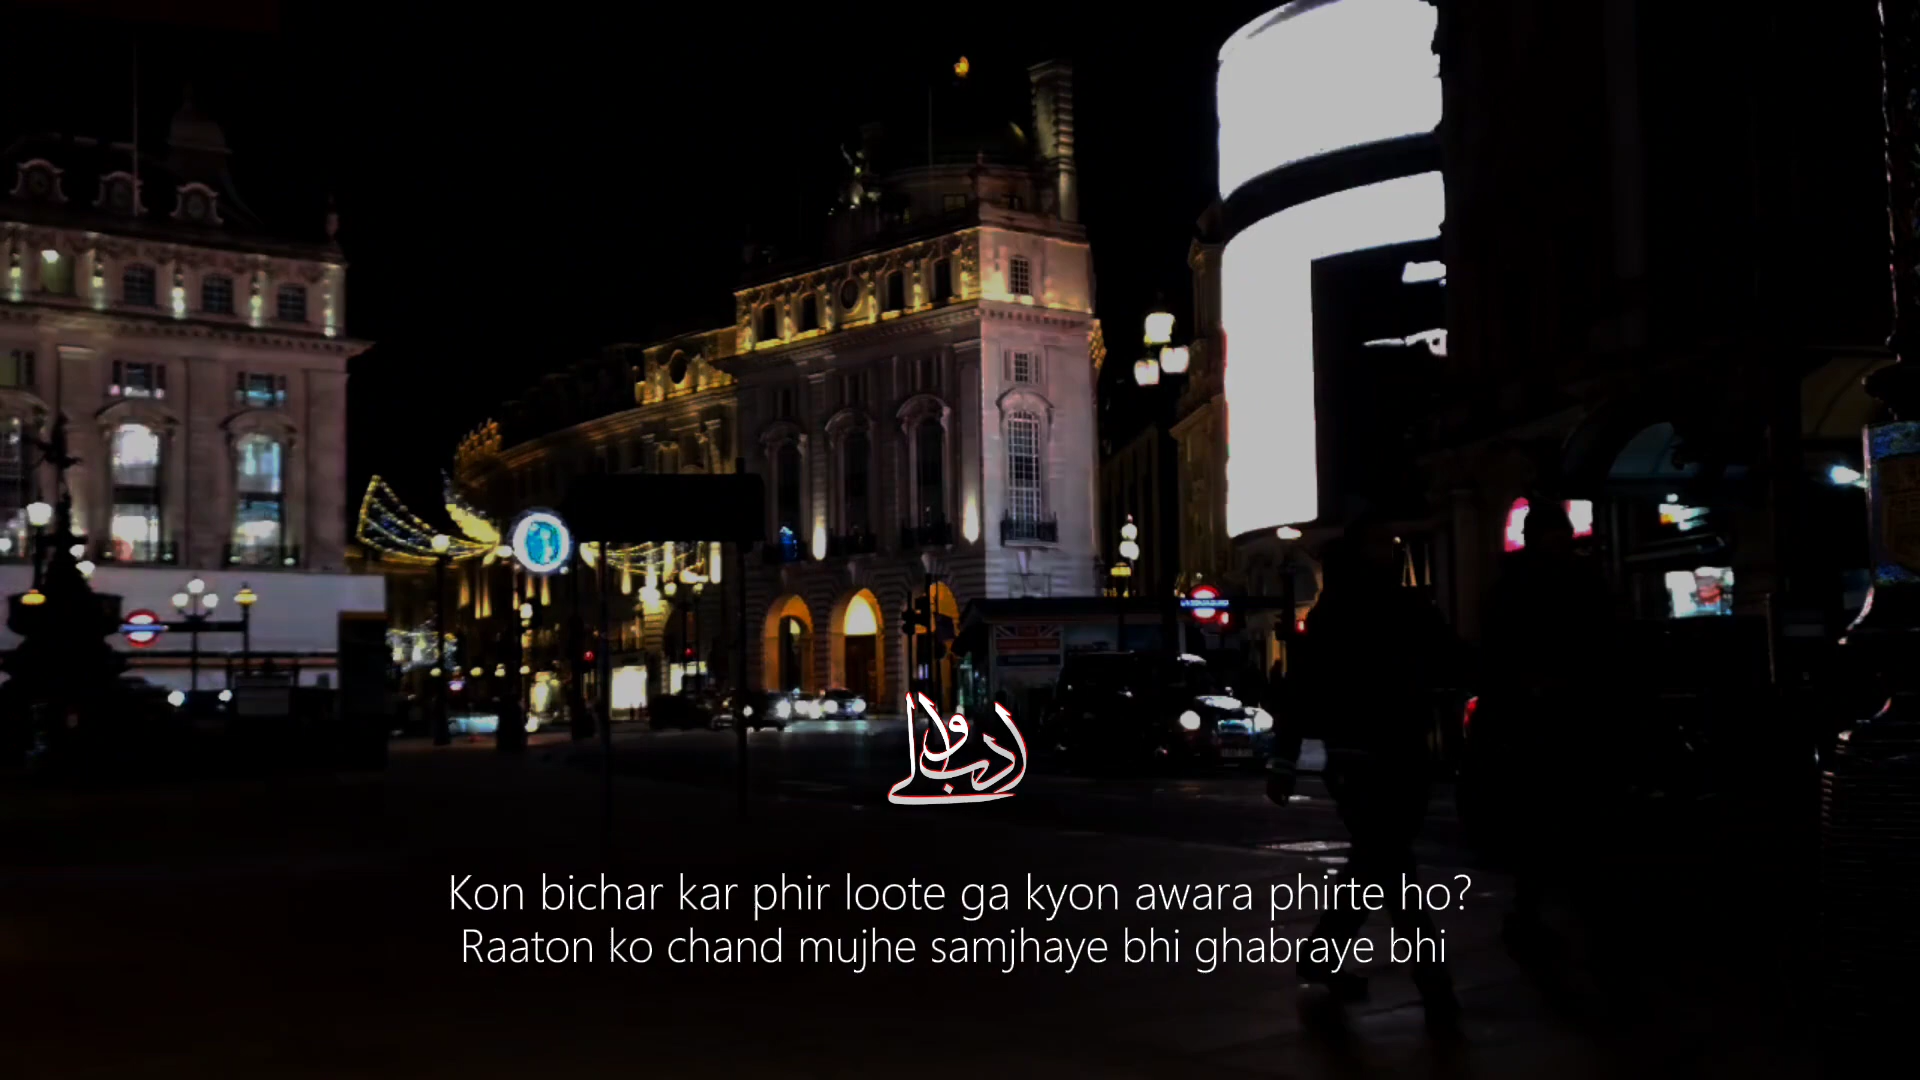 ادب والے
Kon bichar kar phir loote ga kyon awara phirte ho?
Raaton ko chand mujhe samjhaye bhi ghabraye bhi